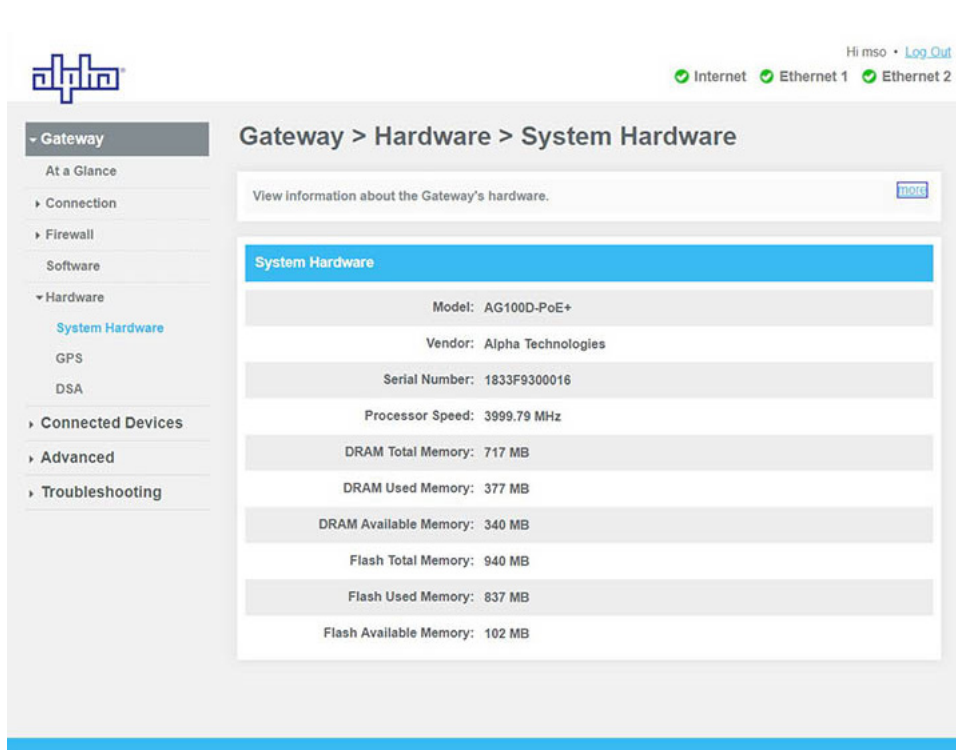 alpha
Hi mso • Log Out
Internet Ethernet 1 Ethernet 2
Gateway
At a Glance
Connection
Firewall
Software
Hardware
System Hardware
GPS
DSA
Connected Devices
Advanced
Troubleshooting
Gateway > Hardware > System Hardware
View information about the Gateway's hardware.
more
System Hardware
Model: AG100D-PoE+
Vendor: Alpha Technologies
Serial Number: 1833F9300016
Processor Speed: 3999.79 MHz
DRAM Total Memory: 717 MB
DRAM Used Memory: 377 MB
DRAM Available Memory: 340 MB
Flash Total Memory: 940 MB
Flash Used Memory: 837 MB
Flash Available Memory: 102 MB